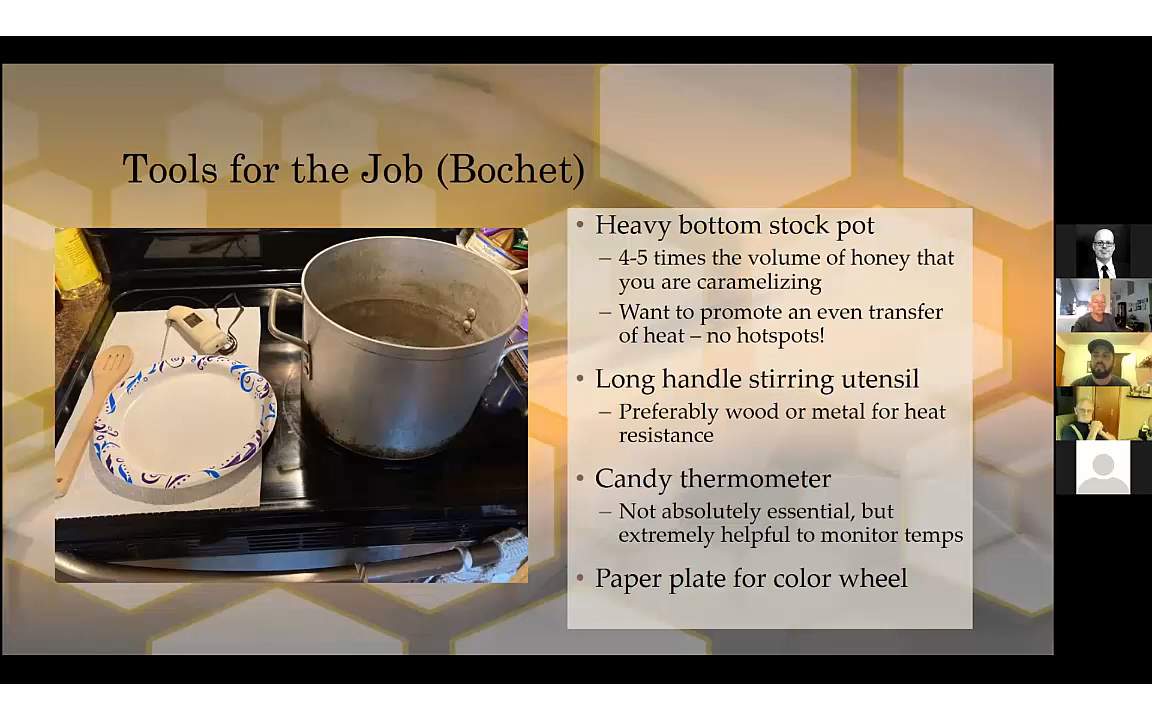 Tools for the Job (Bochet)
• Heavy bottom stock pot
– 4-5 times the volume of honey that
you are caramelizing
– Want to promote an even transfer
of heat – no hotspots!
• Long handle stirring utensil
– Preferably wood or metal for heat
resistance
• Candy thermometer
– Not absolutely essential, but
extremely helpful to monitor temps
• Paper plate for color wheel